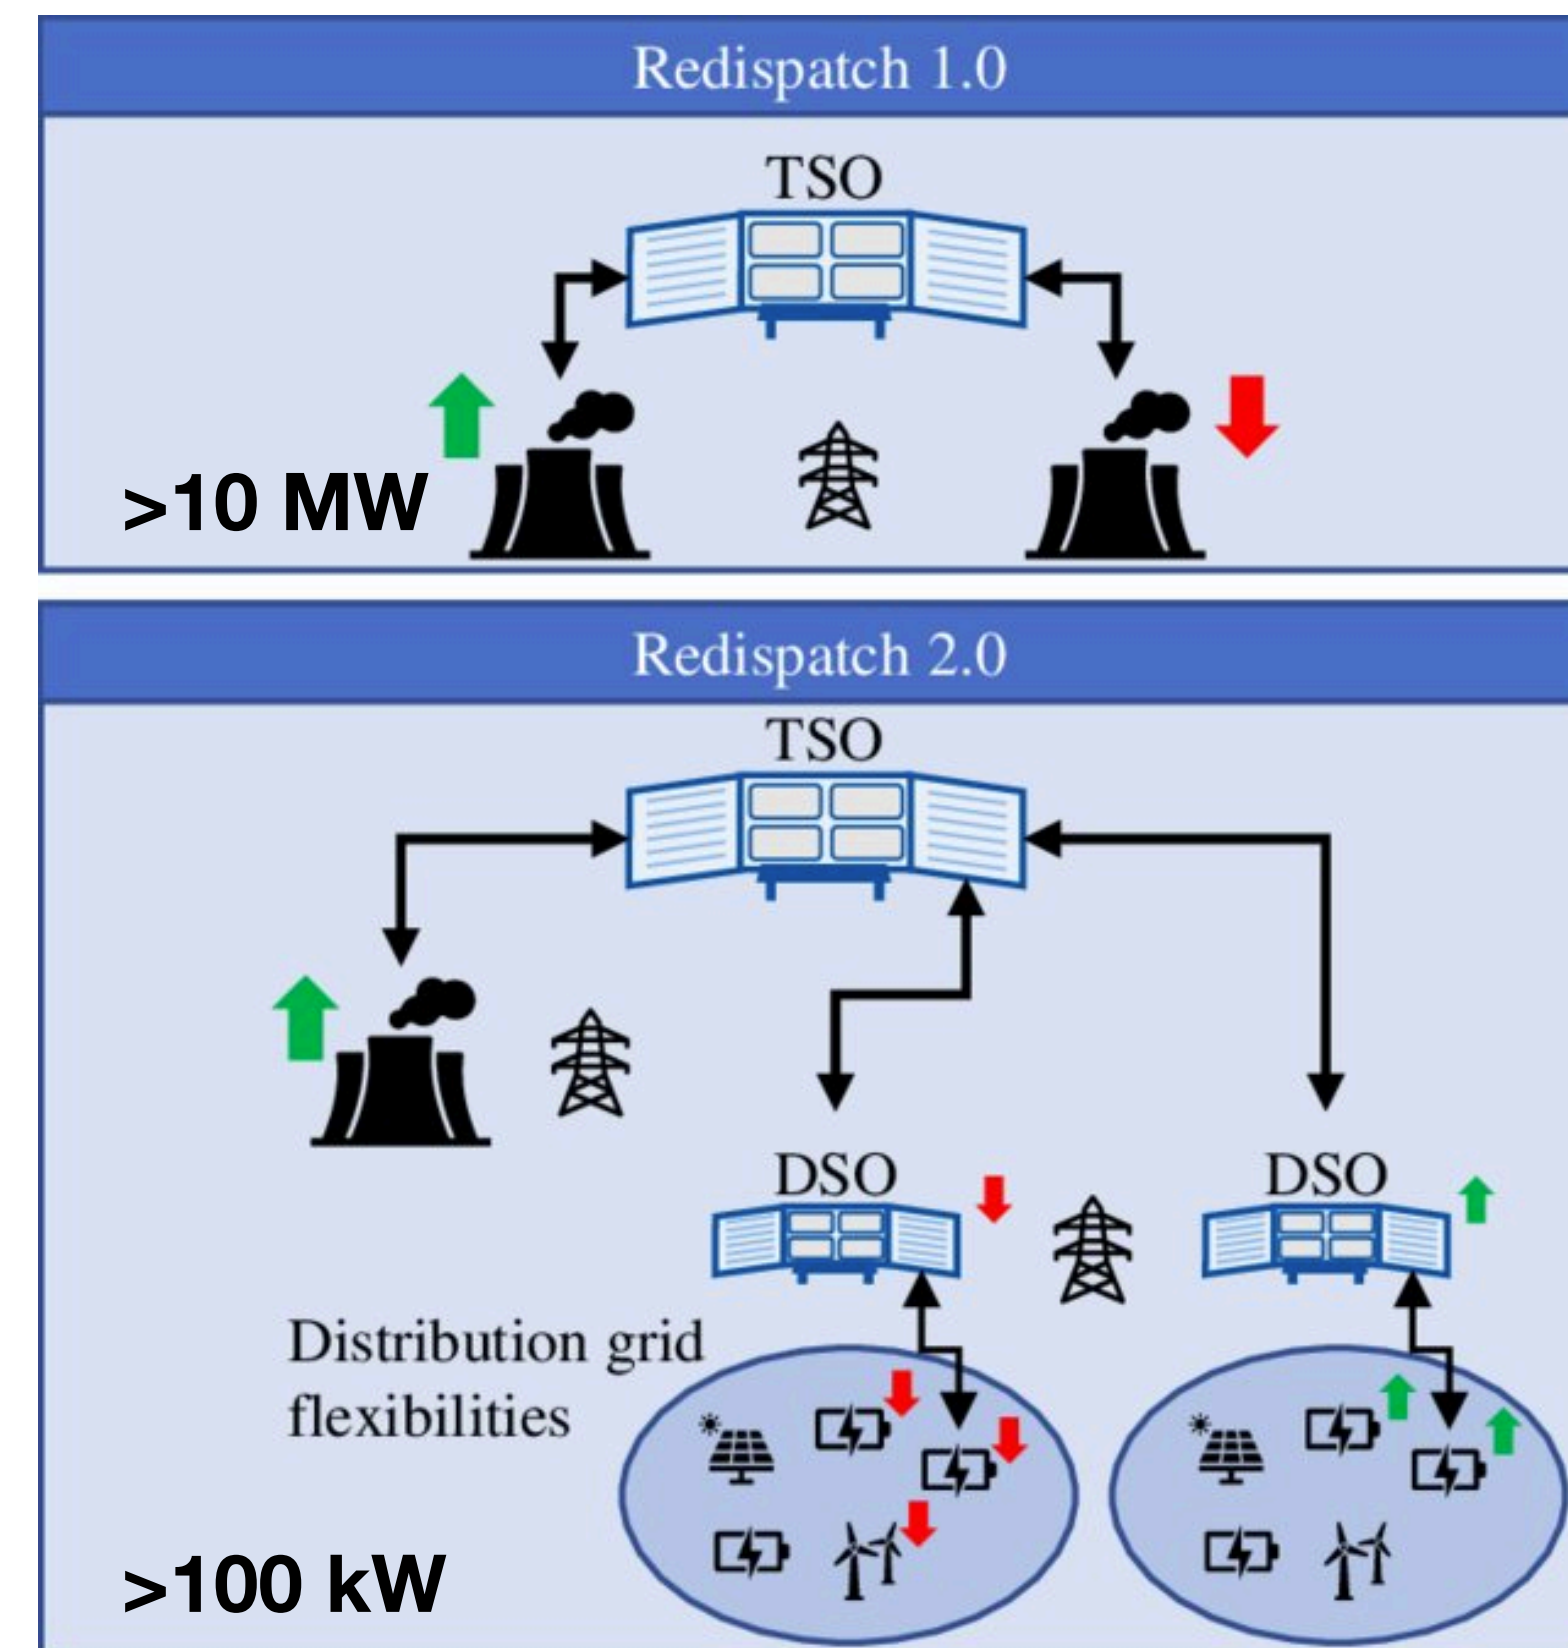 Redispatch 1.0
TSO
>10 MW
Redispatch 2.0
TSO
DSO
DSO
Distribution grid
flexibilities
>100 kW